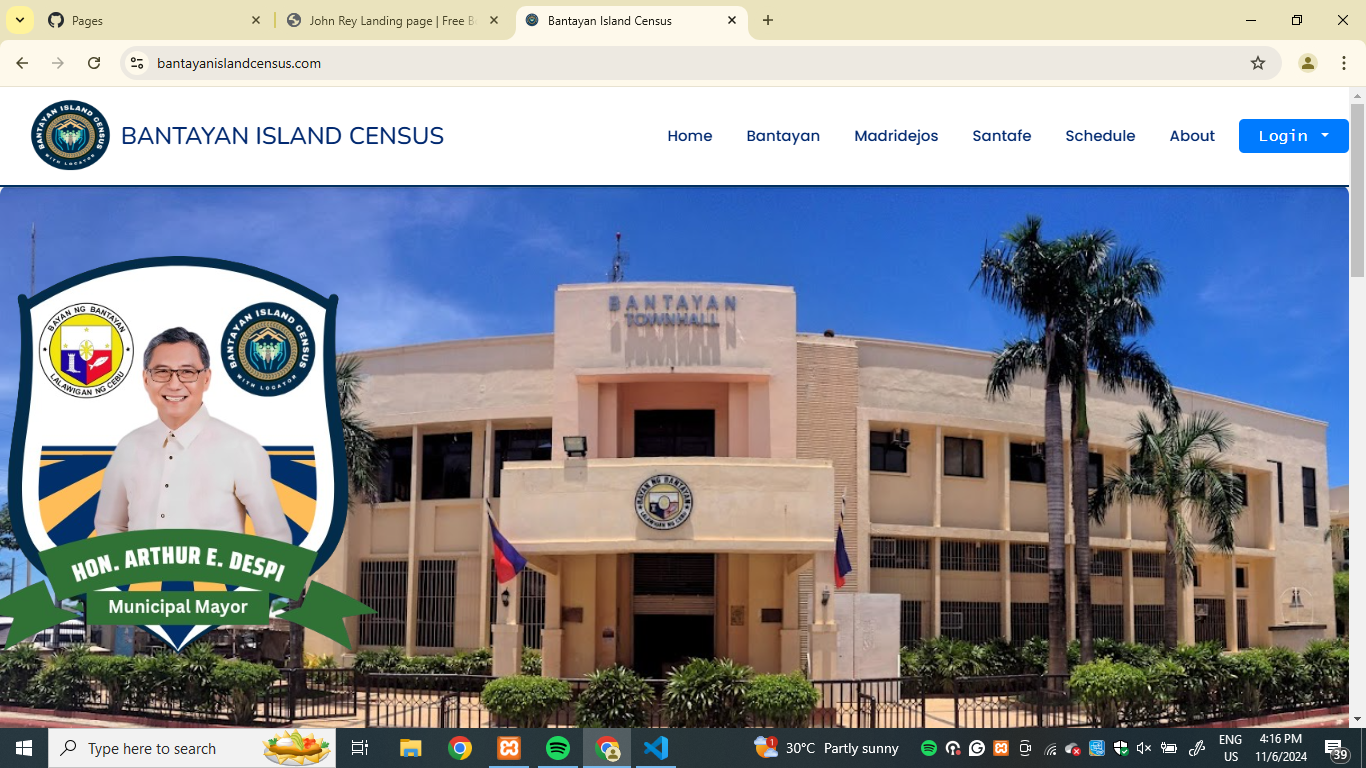 Pages
John Rey Landing page | Free B
Bantayan Island Census
bantayanislandcensus.com
BANTAYAN ISLAND CENSUS
WITH LOCATOR
BANTAYAN ISLAND CENSUS
Home
Bantayan
Madridejos
Santafe
Schedule
About
Login
BANTAYAN
TOWNHALL
BAYAN NG BANTAYAN
LALAWIGAN NG CEBU
BANTAYAN ISLAND CENSUS
WITH LOCATOR
BAYAN NG BANTAYAN
LALAWIGAN NG CEBU
HON. ARTHUR E. DESPI
Municipal Mayor
Type here to search
1
30°C Partly sunny
ENG
US
4:16 PM
11/6/2024
39